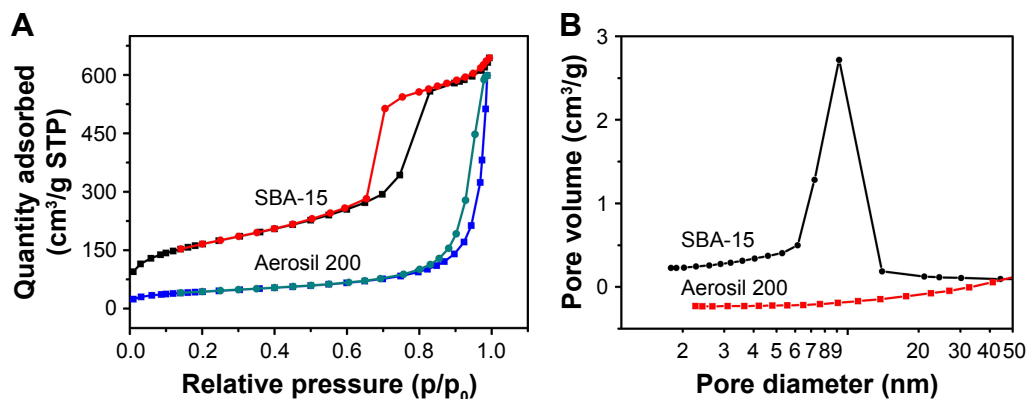 A
Quantity adsorbed
(cm³/g STP)
600
450
300
150
0
SBA-15
Aerosil 200
0.0 0.2 0.4 0.6 0.8 1.0
Relative pressure (p/p₀)
B
Pore volume (cm³/g)
3
2
1
0
SBA-15
Aerosil 200
2 3 4 5 6 7 8 9 20 30 40 50
Pore diameter (nm)